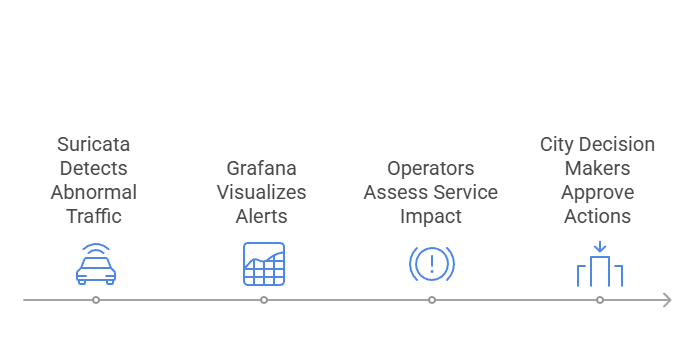 Suricata
Detects
Abnormal
Traffic
Grafana
Visualizes
Alerts
Operators
Assess Service
Impact
City Decision
Makers
Approve
Actions